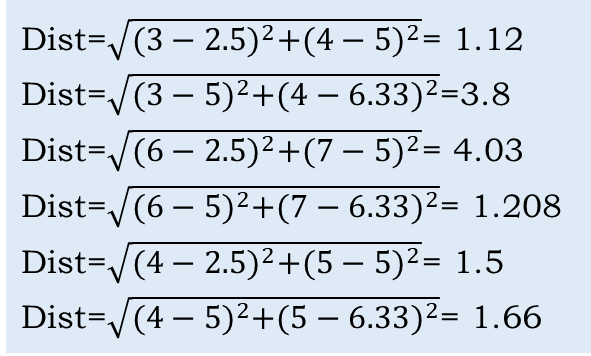 Dist=√(3 − 2.5)²+(4 − 5)²= 1.12
Dist=√(3 − 5)²+(4 − 6.33)²=3.8
Dist=√(6 − 2.5)²+(7 − 5)²= 4.03
Dist=√(6 − 5)²+(7 − 6.33)²= 1.208
Dist=√(4 − 2.5)²+(5 − 5)²= 1.5
Dist=√(4 − 5)²+(5 − 6.33)²= 1.66